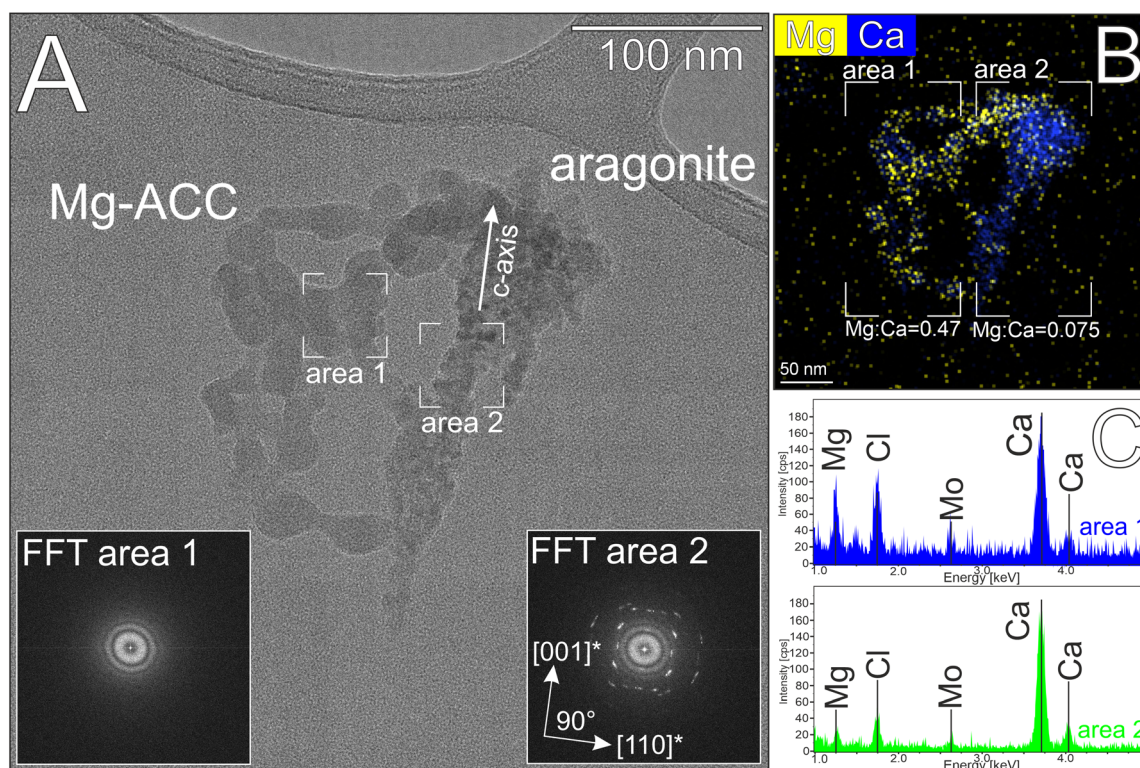 A
100 nm
Mg-ACC
aragonite
c-axis
area 1
area 2
FFT area 1
FFT area 2
[001]*
90°
[110]*
Mg Ca
B
area 1 area 2
Mg:Ca=0.47 Mg:Ca=0.075
50 nm
C
Intensity [cps]
180
160
140
120
100
80
60
40
20
0
Mg
Cl
Mo
Ca
Ca
area 1
1.0 2.0 3.0 4.0
Energy [keV]
Intensity [cps]
180
160
140
120
100
80
60
40
20
0
Mg
Cl
Mo
Ca
Ca
area 2
1.0 2.0 3.0 4.0
Energy [keV]